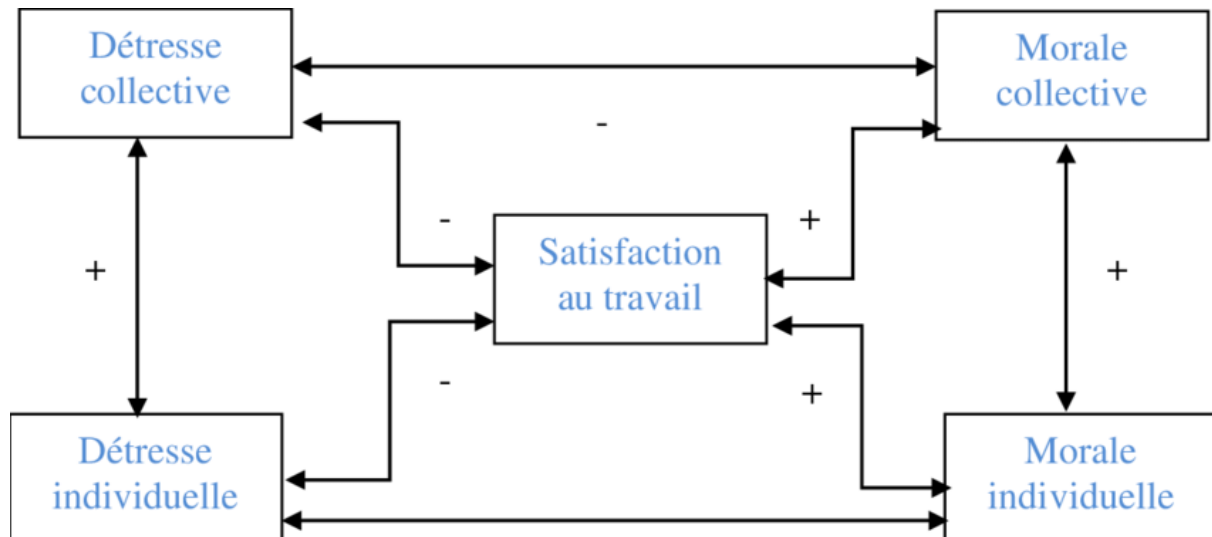 Détresse
collective
Morale
collective
-
-
+
Satisfaction
au travail
+
+
-
+
Détresse
individuelle
Morale
individuelle